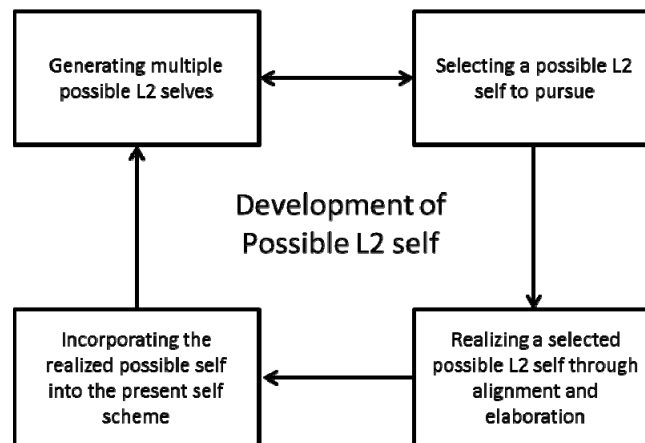 Generating multiple
possible L2 selves
Selecting a possible L2
self to pursue
Development of
Possible L2 self
Incorporating the
realized possible self
into the present self
scheme
Realizing a selected
possible L2 self through
alignment and
elaboration